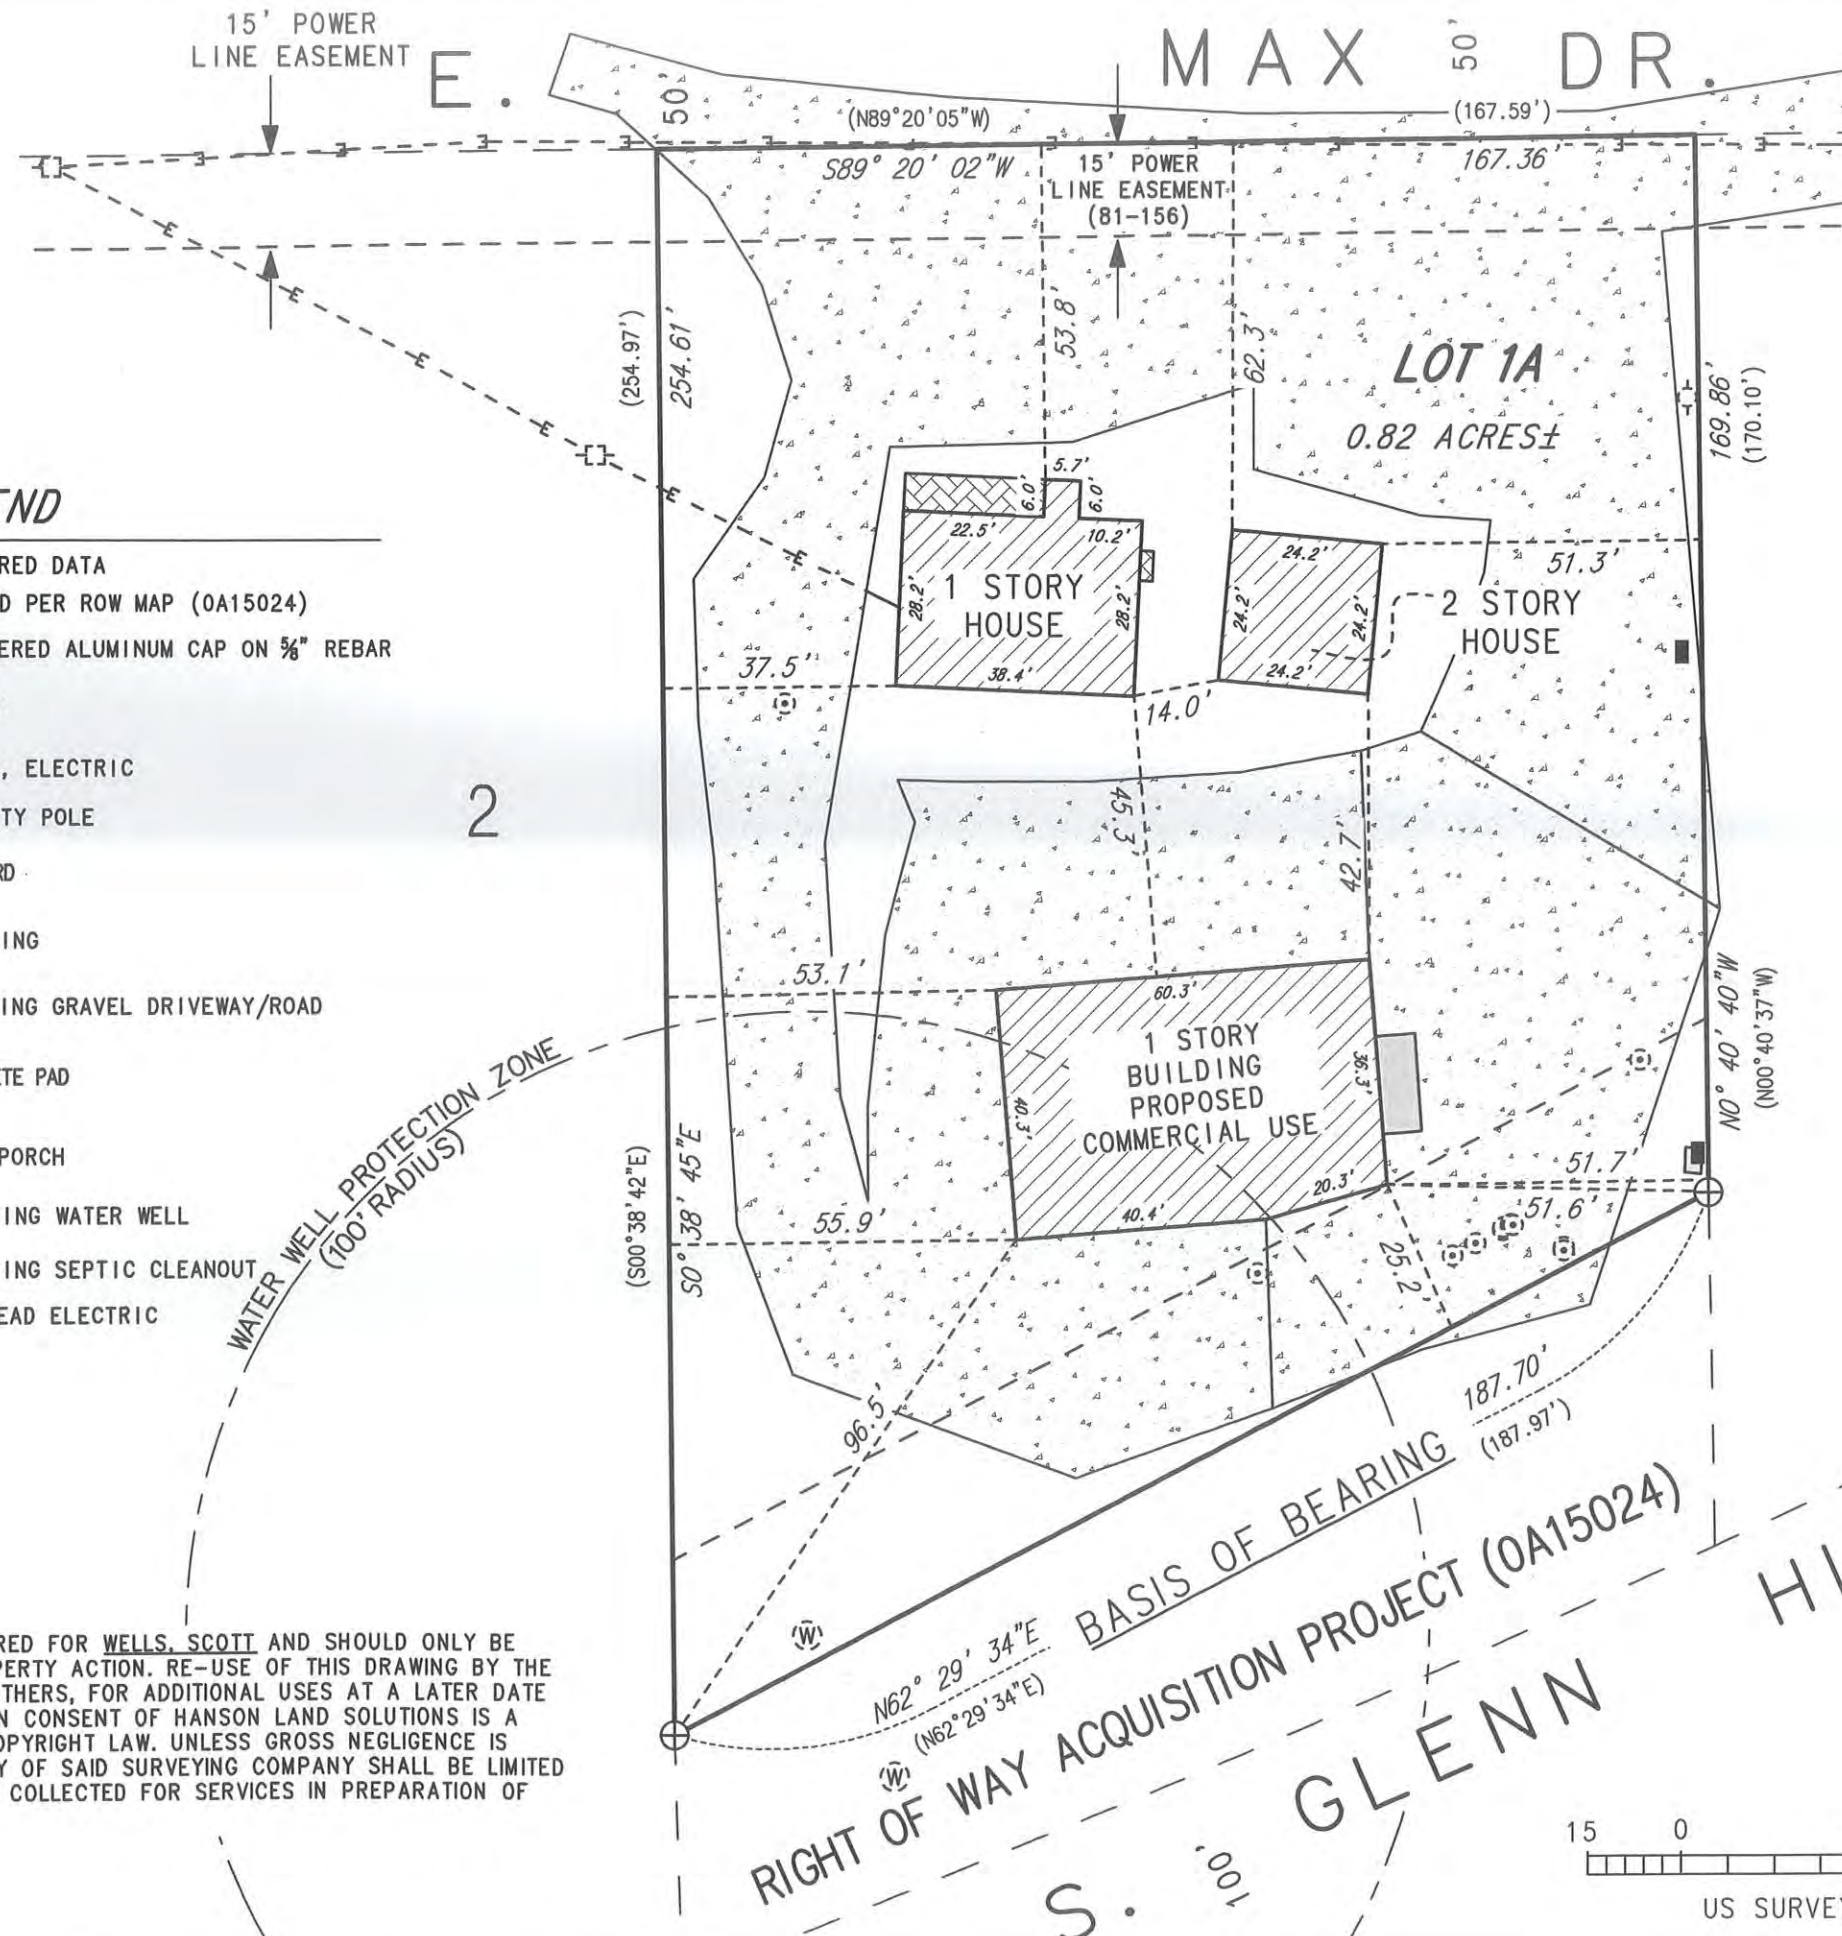 15' POWER
LINE EASEMENT
E.
MAX DR.
50'
50'
(N89°20'05"W)
(167.59')
S89° 20' 02"W
167.36'
15' POWER
LINE EASEMENT
(81-156)
(254.97')
254.61'
53.8'
62.3'
LOT 1A
0.82 ACRES±
169.86'
(170.10')
5.7'
6.0'
6.0'
22.5'
10.2'
28.2'
28.2'
1 STORY
HOUSE
38.4'
24.2'
24.2'
24.2'
24.2'
51.3'
2 STORY
HOUSE
37.5'
14.0'
END
RED DATA
D PER ROW MAP (0A15024)
ERED ALUMINUM CAP ON ⅝" REBAR
, ELECTRIC
TY POLE
RD
ING
ING GRAVEL DRIVEWAY/ROAD
TE PAD
PORCH
ING WATER WELL
ING SEPTIC CLEANOUT
EAD ELECTRIC
2
45.3'
42.7'
53.1'
60.3'
1 STORY
BUILDING
PROPOSED
COMMERCIAL USE
40.3'
36.3'
40.4'
20.3'
55.9'
51.7'
51.6'
25.2'
N0° 40' 40"W
(N00°40'37"W)
WATER WELL PROTECTION ZONE
(100' RADIUS)
(S00°38'42"E)
S0° 38' 45"E
96.5'
187.70'
(187.97')
N62° 29' 34"E
(N62°29'34"E)
BASIS OF BEARING
W
W
RIGHT OF WAY ACQUISITION PROJECT (0A15024)
S.
GLENN
HI
100'
RED FOR WELLS, SCOTT AND SHOULD ONLY BE
PERTY ACTION. RE-USE OF THIS DRAWING BY THE
THERS, FOR ADDITIONAL USES AT A LATER DATE
N CONSENT OF HANSON LAND SOLUTIONS IS A
OPYRIGHT LAW. UNLESS GROSS NEGLIGENCE IS
Y OF SAID SURVEYING COMPANY SHALL BE LIMITED
COLLECTED FOR SERVICES IN PREPARATION OF
15 0
US SURVEY